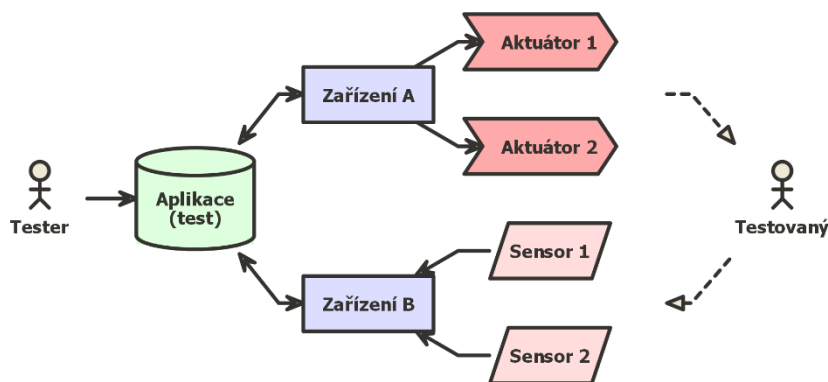 Aktuátor 1
Zařízení A
Aktuátor 2
Tester
Aplikace
(test)
Testovaný
Sensor 1
Zařízení B
Sensor 2